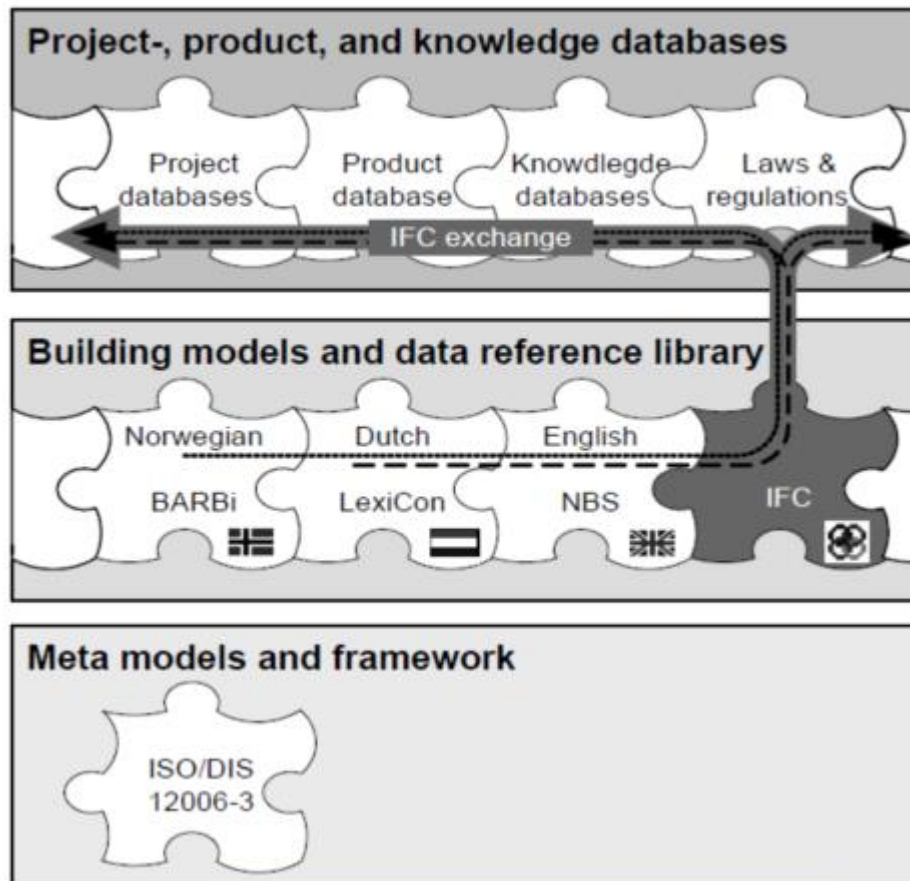 Project-, product, and knowledge databases
Project
databases
Product
database
Knowdlegde
databases
Laws &
regulations
IFC exchange
Building models and data reference library
Norwegian
Dutch
English
BARBi
LexiCon
NBS
IFC
Meta models and framework
ISO/DIS
12006-3